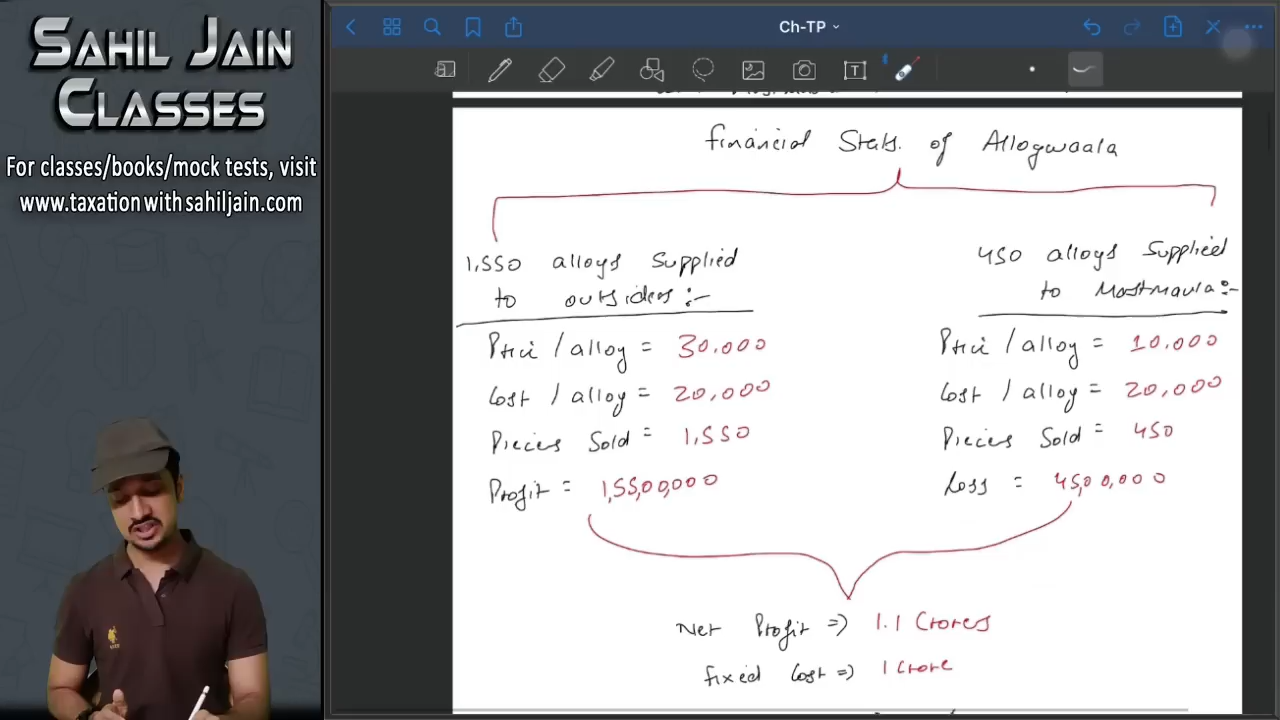 SAHIL JAIN
CLASSES
For classes/books/mock tests, visit
www.taxationwithsahiljain.com
Ch-TP
T
financial Stats. of Alloywaala
1,550 alloys supplied
to outsiders :-
Price / alloy = 30,000
Cost / alloy = 20,000
Pieces Sold = 1,550
Profit = 1,55,00,000
450 alloys supplied
to Mastmaula :-
Price / alloy = 10,000
Cost / alloy = 20,000
Pieces Sold = 450
Loss = 45,00,000
Net Profit => 1.1 Crores
fixed Cost => 1 Crore